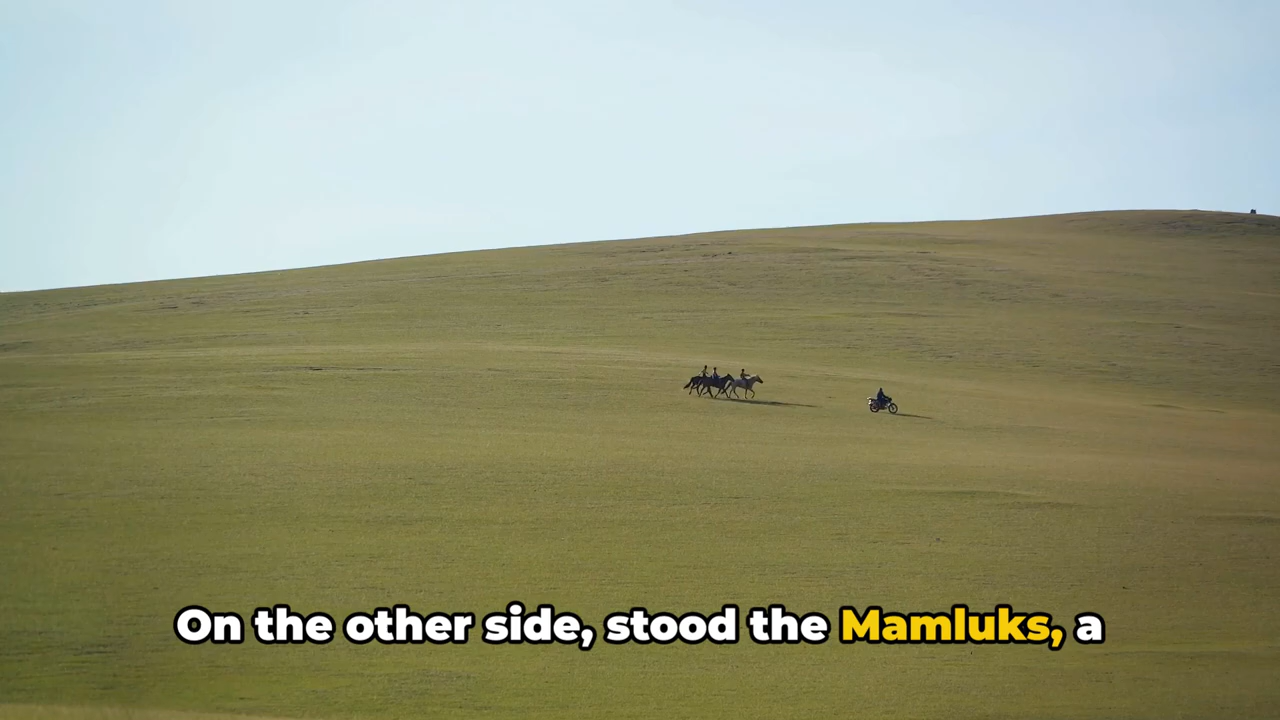 On the other side, stood the Mamluks, a